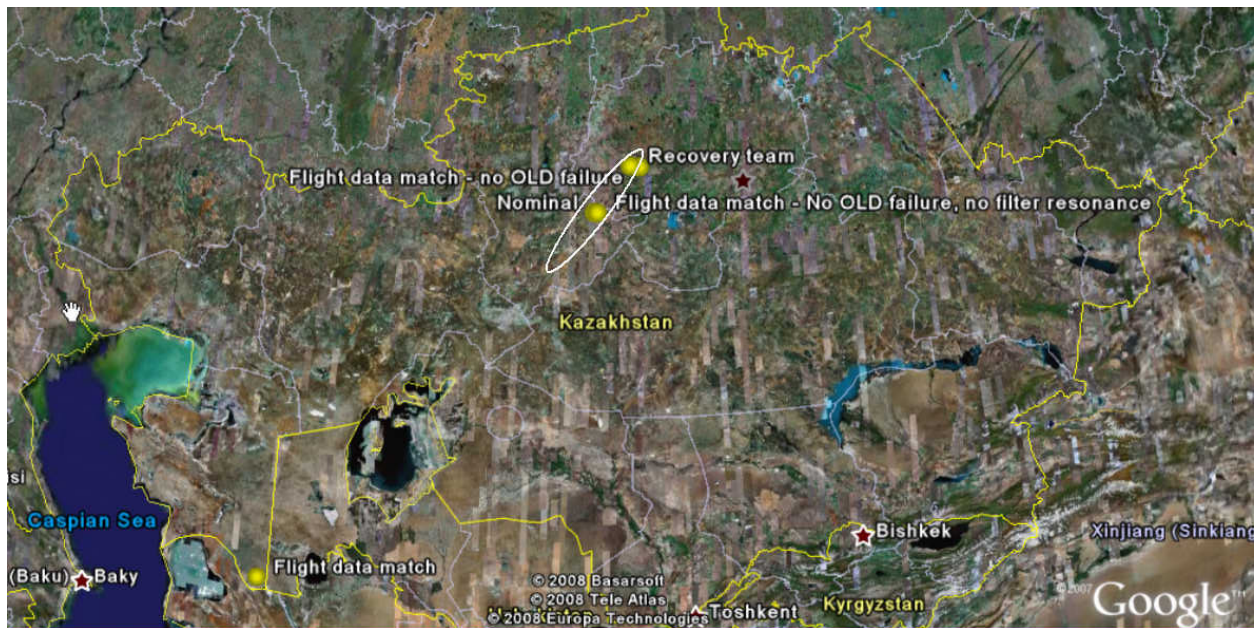 Recovery team
Flight data match - no OLD failure
Nominal
Flight data match - No OLD failure, no filter resonance
Kazakhstan
Caspian Sea
(Baku)
Baky
Flight data match
Bishkek
Xinjiang (Sinkiang
© 2008 Basarsoft
© 2008 Tele Atlas
© 2008 Europa Technologies
Toshkent
Kyrgyzstan
© 2007
Google™